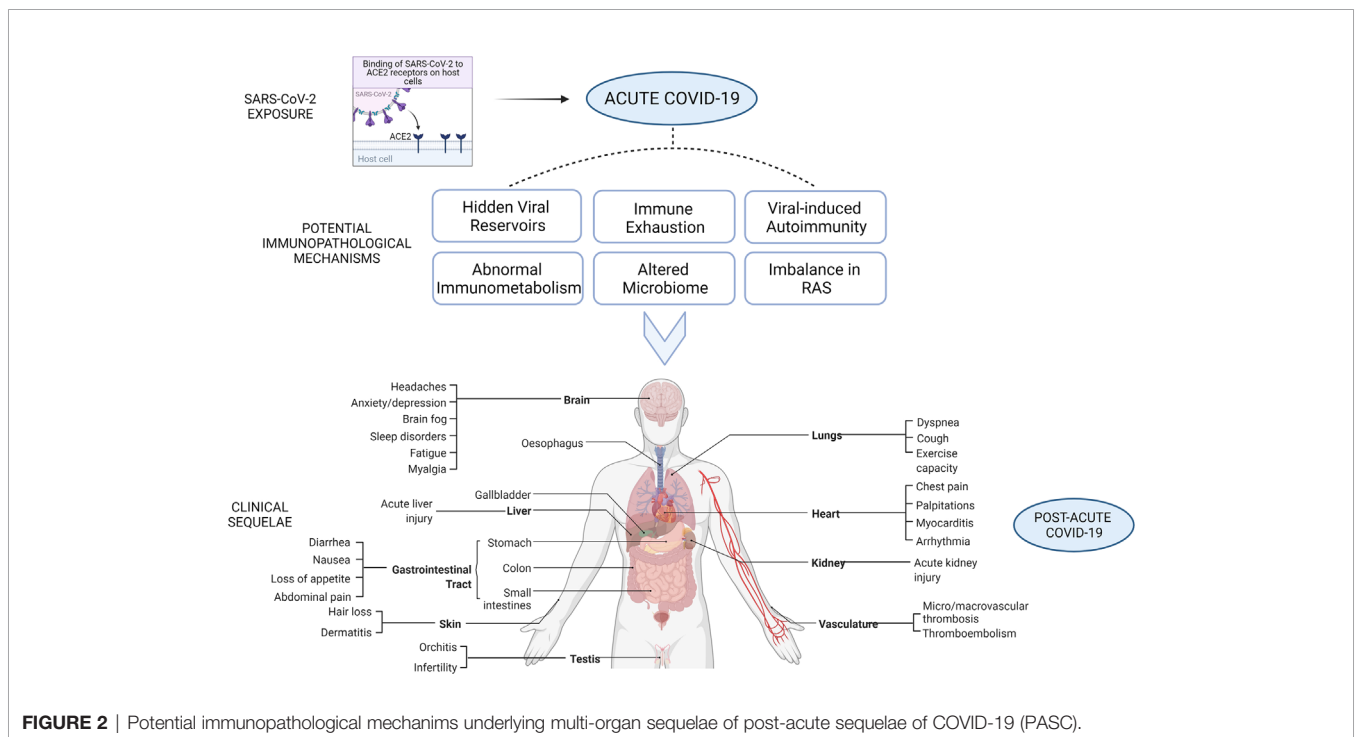 Binding of SARS-CoV-2 to
ACE2 receptors on host
cells
SARS-CoV-2
ACE2
Host cell
SARS-CoV-2
EXPOSURE
ACUTE COVID-19
POTENTIAL
IMMUNOPATHOLOGICAL
MECHANISMS
Hidden Viral
Reservoirs
Immune
Exhaustion
Viral-induced
Autoimmunity
Abnormal
Immunometabolism
Altered
Microbiome
Imbalance in
RAS
CLINICAL
SEQUELAE
Headaches
Anxiety/depression
Brain fog
Sleep disorders
Fatigue
Myalgia
Brain
Oesophagus
Gallbladder
Acute liver
injury
Liver
Diarrhea
Nausea
Loss of appetite
Abdominal pain
Gastrointestinal
Tract
Stomach
Colon
Small
intestines
Hair loss
Dermatitis
Skin
Orchitis
Infertility
Testis
Lungs
Dyspnea
Cough
Exercise
capacity
Heart
Chest pain
Palpitations
Myocarditis
Arrhythmia
Kidney
Acute kidney
injury
Vasculature
Micro/macrovascular
thrombosis
Thromboembolism
POST-ACUTE
COVID-19
FIGURE 2 | Potential immunopathological mechanims underlying multi-organ sequelae of post-acute sequelae of COVID-19 (PASC).